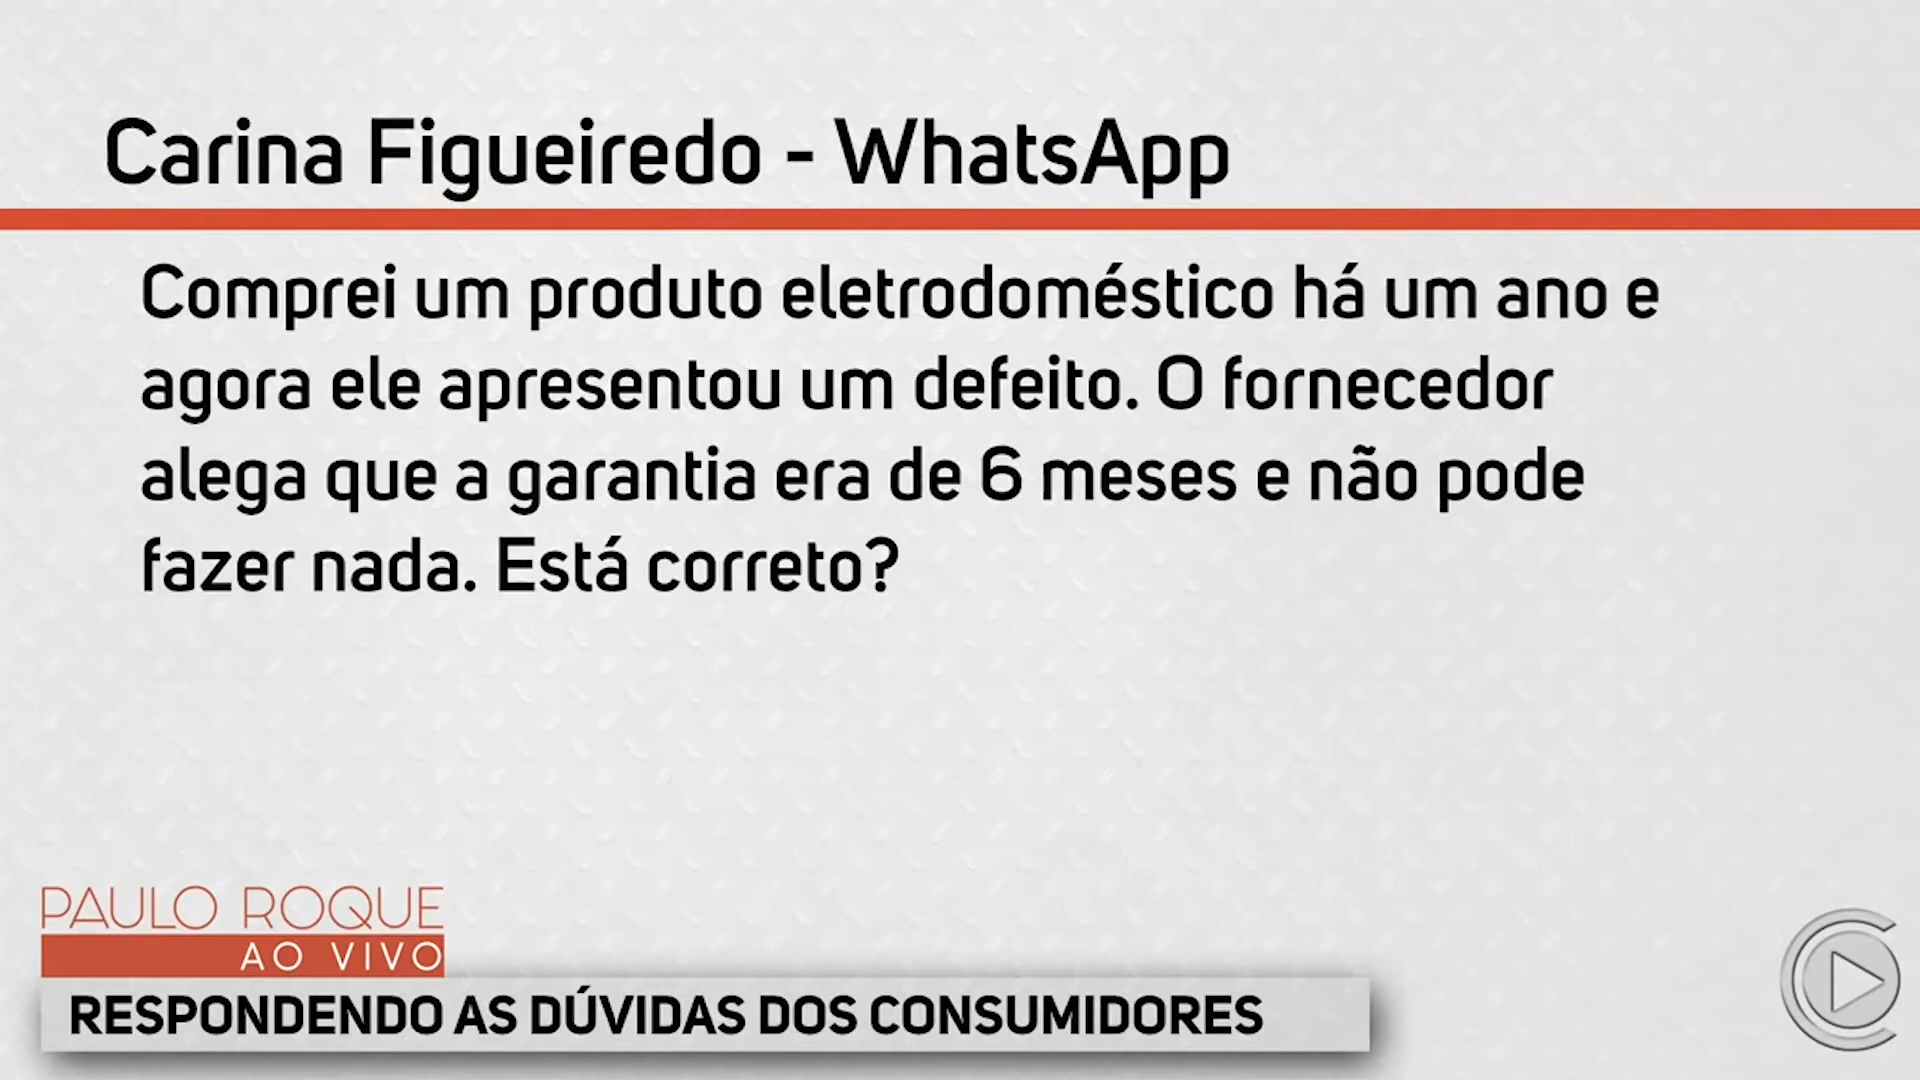 Carina Figueiredo - WhatsApp
Comprei um produto eletrodoméstico há um ano e
agora ele apresentou um defeito. O fornecedor
alega que a garantia era de 6 meses e não pode
fazer nada. Está correto?
PAULO ROQUE
AO VIVO
RESPONDENDO AS DÚVIDAS DOS CONSUMIDORES